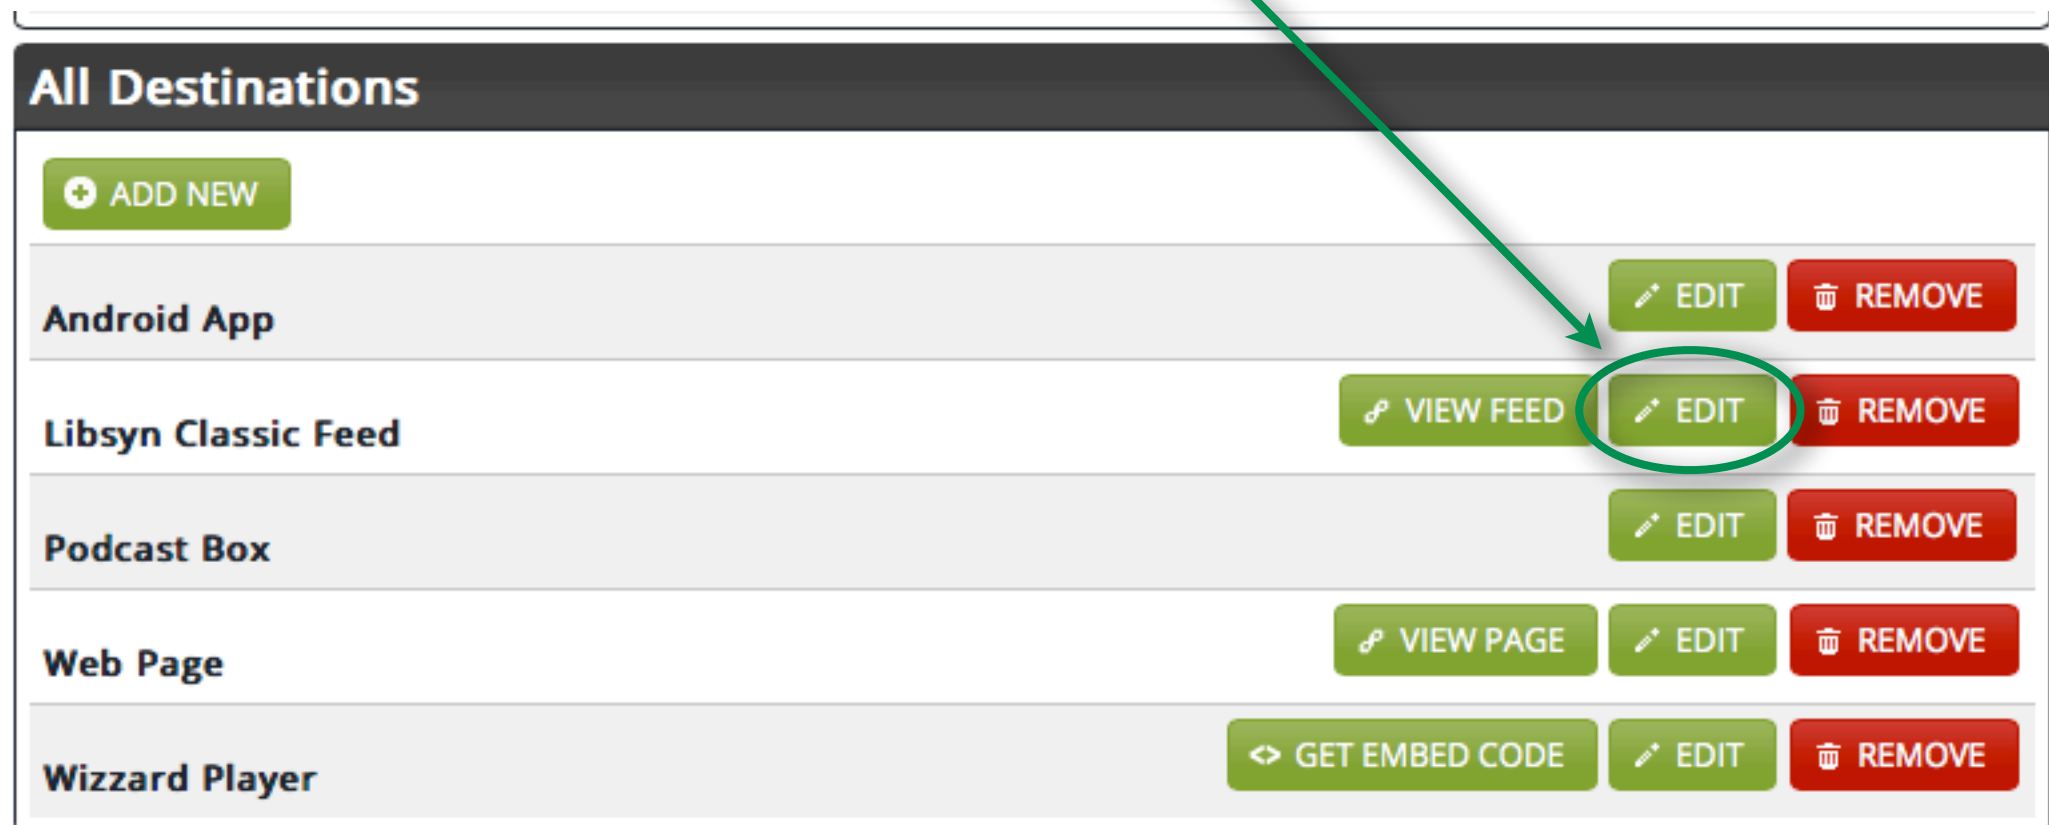 All Destinations
ADD NEW
Android App EDIT REMOVE
Libsyn Classic Feed VIEW FEED EDIT REMOVE
Podcast Box EDIT REMOVE
Web Page VIEW PAGE EDIT REMOVE
Wizzard Player <> GET EMBED CODE EDIT REMOVE